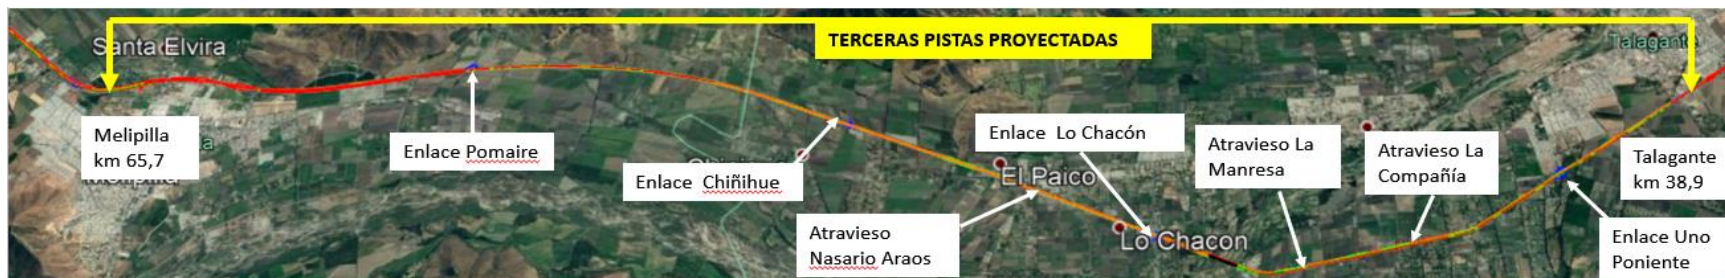 TERCERAS PISTAS PROYECTADAS
Santa Elvira
Talagante
Melipilla
km 65,7
Enlace Pomaire
Enlace Chiñihue
Enlace Lo Chacón
El Paico
Atravieso
Nasario Araos
Lo Chacon
Atravieso La
Manresa
Atravieso La
Compañía
Talagante
km 38,9
Enlace Uno
Poniente